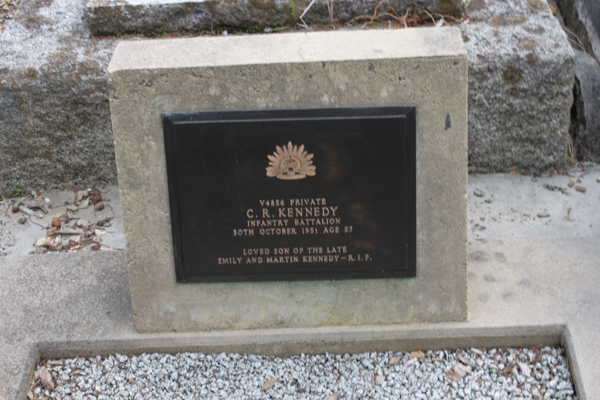 V4856 PRIVATE
C. R. KENNEDY
INFANTRY BATTALION
30TH OCTOBER 1951 AGE 57
LOVED SON OF THE LATE
EMILY AND MARTIN KENNEDY — R.I.P.